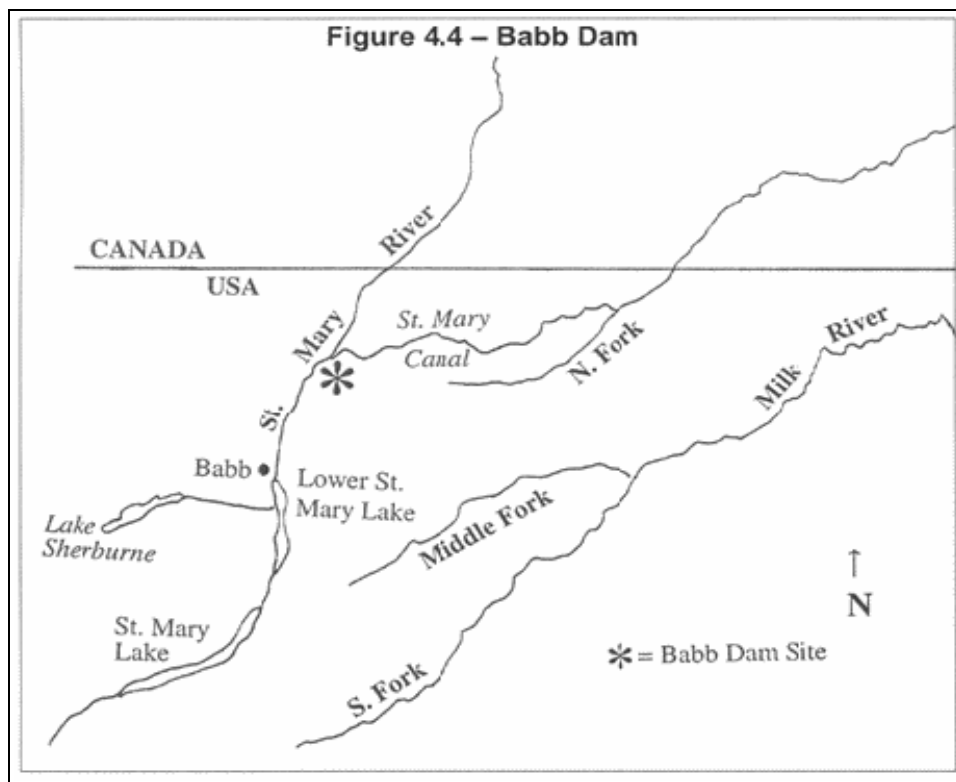 Figure 4.4 – Babb Dam
CANADA
USA
St. Mary River
St. Mary
Canal
N. Fork
Milk River
Babb
Lower St.
Mary Lake
Lake
Sherburne
Middle Fork
St. Mary
Lake
S. Fork
↑
N
* = Babb Dam Site